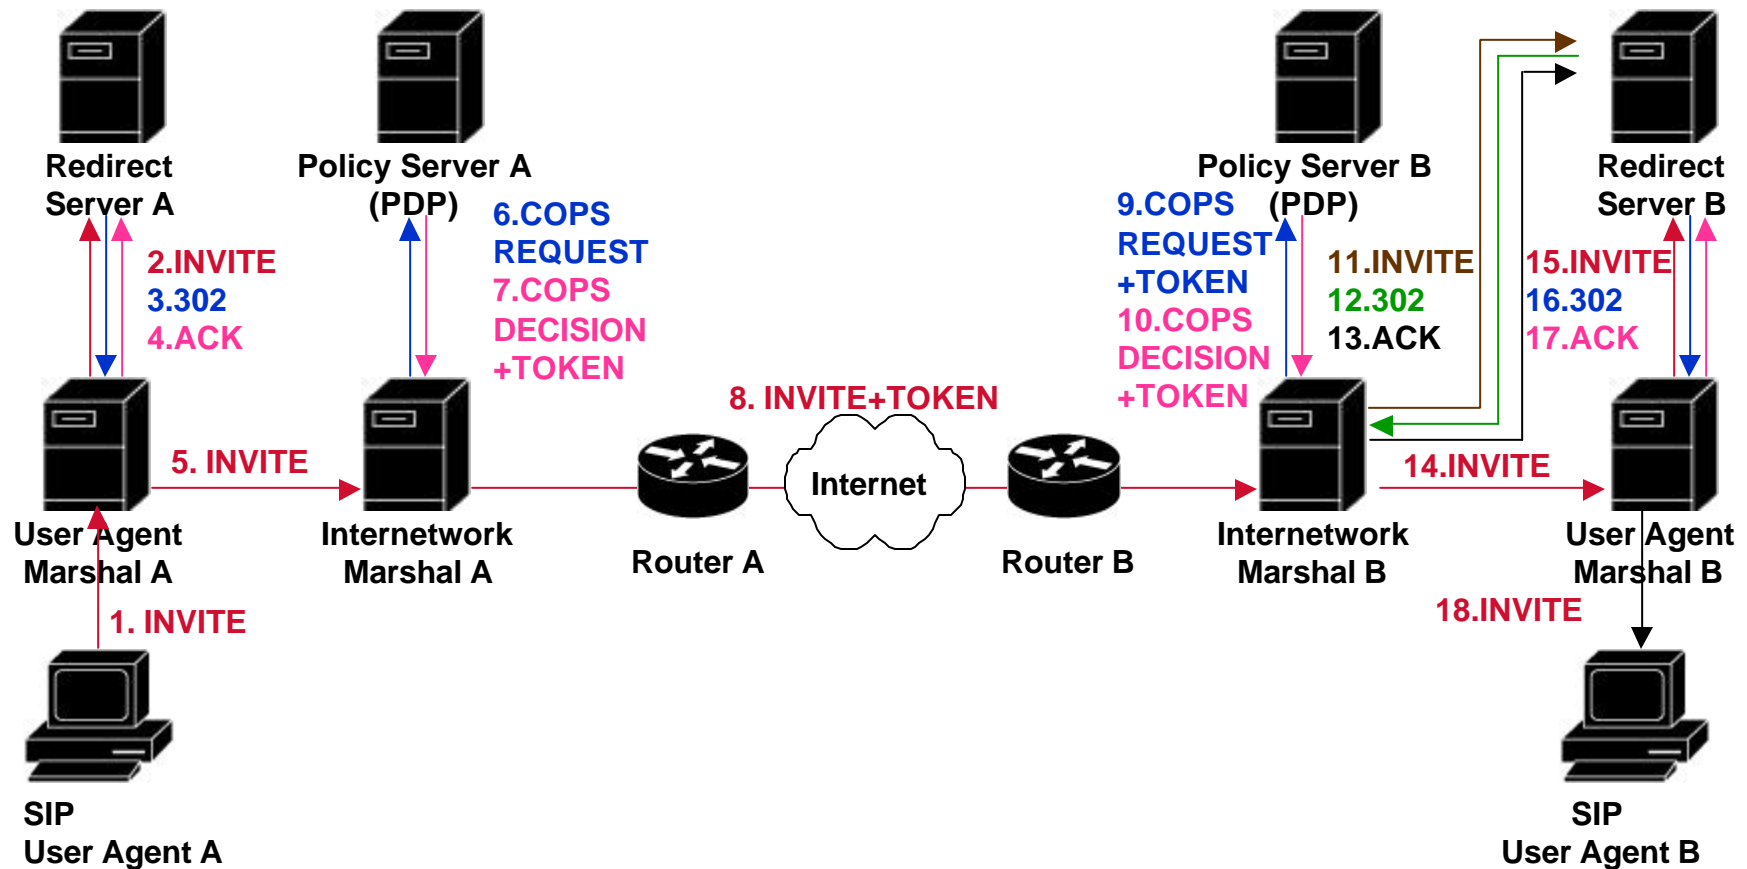 Redirect
Server A
Policy Server A
(PDP)
Policy Server B
(PDP)
Redirect
Server B
2.INVITE
3.302
4.ACK
6.COPS
REQUEST
7.COPS
DECISION
+TOKEN
9.COPS
REQUEST
+TOKEN
10.COPS
DECISION
+TOKEN
11.INVITE
12.302
13.ACK
15.INVITE
16.302
17.ACK
8. INVITE+TOKEN
5. INVITE
Internet
14.INVITE
User Agent
Marshal A
Internetwork
Marshal A
Router A
Router B
Internetwork
Marshal B
User Agent
Marshal B
1. INVITE
18.INVITE
SIP
User Agent A
SIP
User Agent B